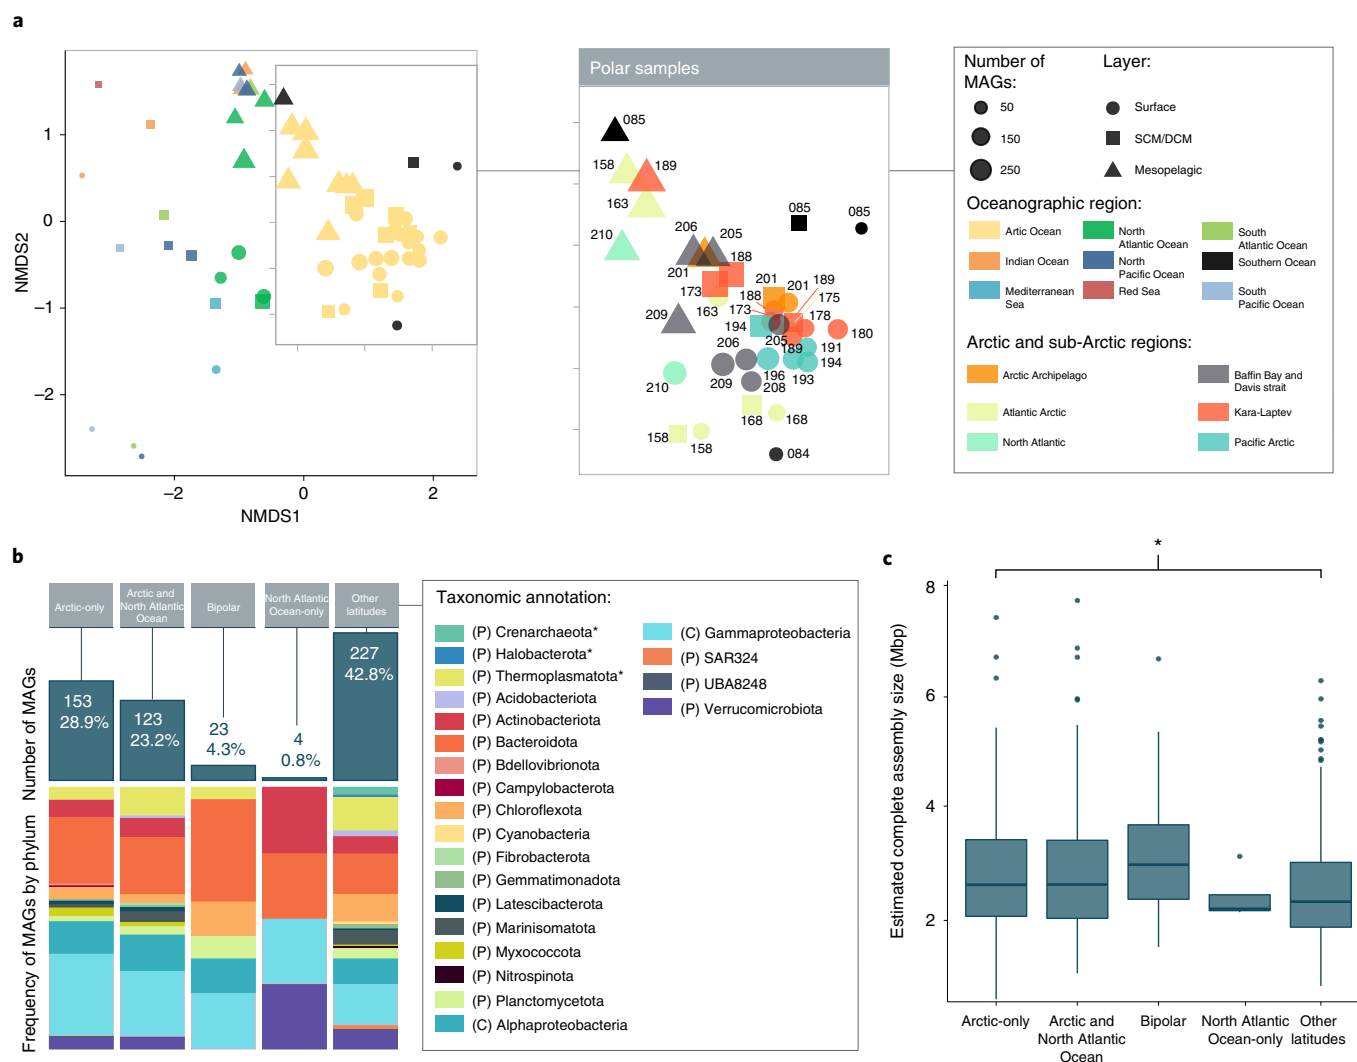 a
Polar samples
NMDS2
1
0
−1
−2
−2
0
2
NMDS1
085
158
189
163
210
206
205
085
085
188
201
173
163
201
201
189
188
175
173
178
194
180
209
205
189
191
206
194
196
193
209
208
210
168
168
158
158
084
Number of
MAGs:
50
150
250
Layer:
Surface
SCM/DCM
Mesopelagic
Oceanographic region:
Artic Ocean
North
Atlantic Ocean
South
Atlantic Ocean
Indian Ocean
North
Pacific Ocean
Southern Ocean
Mediterranean
Sea
Red Sea
South
Pacific Ocean
Arctic and sub-Arctic regions:
Arctic Archipelago
Baffin Bay and
Davis strait
Atlantic Arctic
Kara-Laptev
North Atlantic
Pacific Arctic
b
Arctic-only
Arctic and
North Atlantic
Ocean
Bipolar
North Atlantic
Ocean-only
Other
latitudes
Number of MAGs
153
28.9%
123
23.2%
23
4.3%
4
0.8%
227
42.8%
Frequency of MAGs by phylum
Taxonomic annotation:
(P) Crenarchaeota*
(P) Halobacterota*
(P) Thermoplasmatota*
(P) Acidobacteriota
(P) Actinobacteriota
(P) Bacteroidota
(P) Bdellovibrionota
(P) Campylobacterota
(P) Chloroflexota
(P) Cyanobacteria
(P) Fibrobacterota
(P) Gemmatimonadota
(P) Latescibacterota
(P) Marinisomatota
(P) Myxococcota
(P) Nitrospinota
(P) Planctomycetota
(C) Alphaproteobacteria
(C) Gammaproteobacteria
(P) SAR324
(P) UBA8248
(P) Verrucomicrobiota
c
*
Estimated complete assembly size (Mbp)
8
6
4
2
Arctic-only
Arctic and
North Atlantic
Ocean
Bipolar
North Atlantic
Ocean-only
Other
latitudes